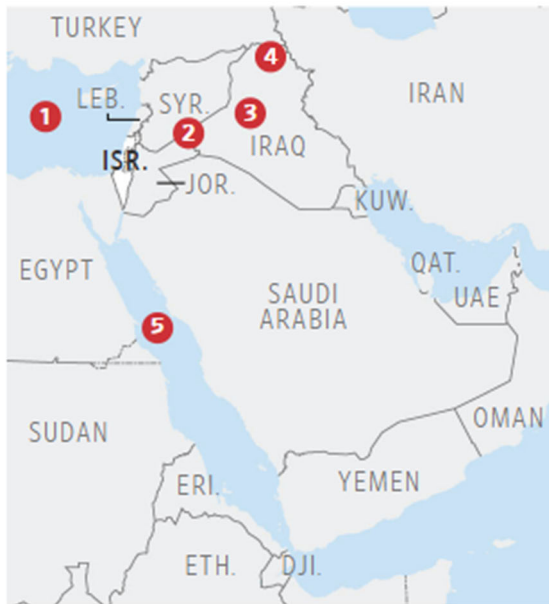 TURKEY
4
LEB.
SYR.
IRAN
1
3
2
IRAQ
ISR.
JOR.
KUW.
EGYPT
QAT.
SAUDI
ARABIA
UAE
5
SUDAN
OMAN
ERI.
YEMEN
ETH.
DJI.